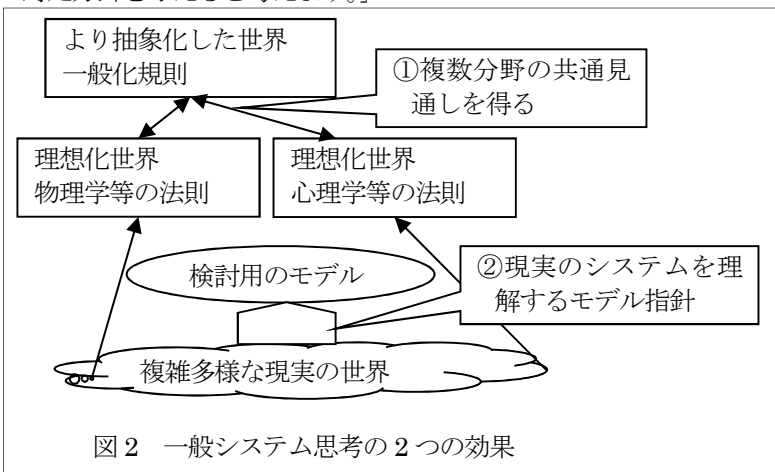 より抽象化した世界
一般化規則
①複数分野の共通見
通しを得る
理想化世界
物理学等の法則
理想化世界
心理学等の法則
検討用のモデル
②現実のシステムを理
解するモデル指針
複雑多様な現実の世界
図2 一般システム思考の2つの効果